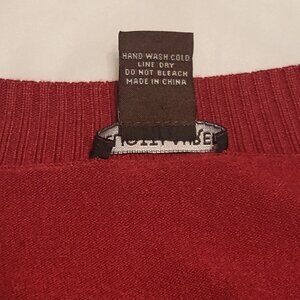 HAND WASH COLD
LINE DRY
DO NOT BLEACH
MADE IN CHINA